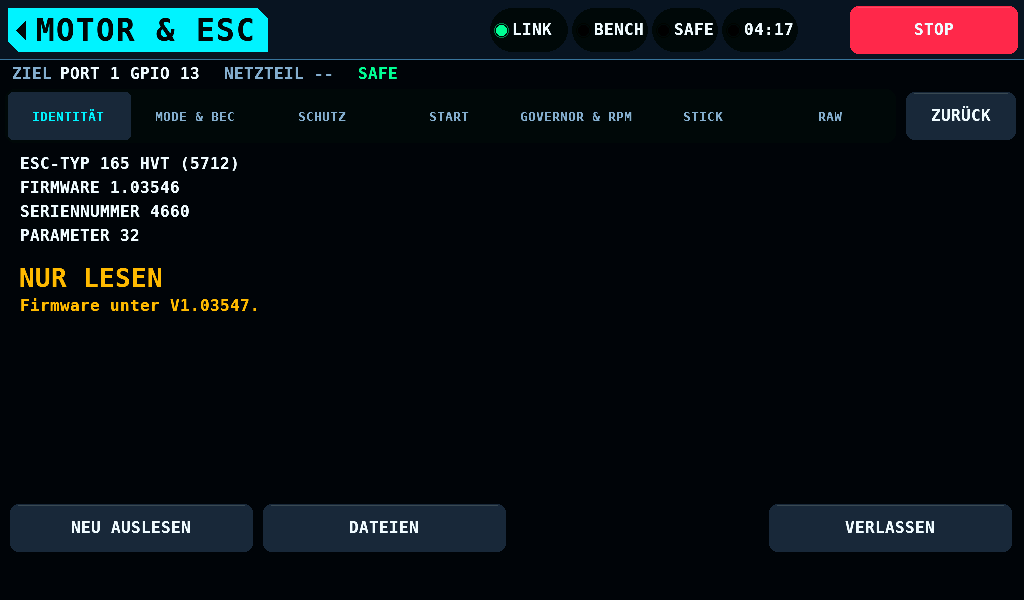 MOTOR & ESC
LINK
BENCH
SAFE
04:17
STOP
ZIEL PORT 1 GPIO 13 NETZTEIL -- SAFE
IDENTITÄT
MODE & BEC
SCHUTZ
START
GOVERNOR & RPM
STICK
RAW
ZURÜCK
ESC-TYP 165 HVT (5712)
FIRMWARE 1.03546
SERIENNUMMER 4660
PARAMETER 32
NUR LESEN
Firmware unter V1.03547.
NEU AUSLESEN
DATEIEN
VERLASSEN